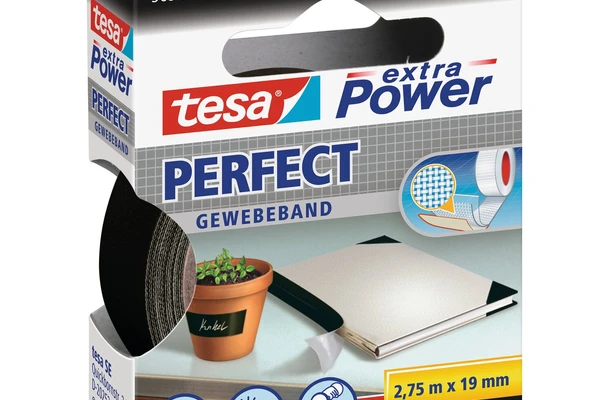 tesa®
extra
Power
PERFECT
GEWEBEBAND
tesa
extra
Power
PERFECT
GEWEBEBAND
2,75 m x 19 mm
tesa SE